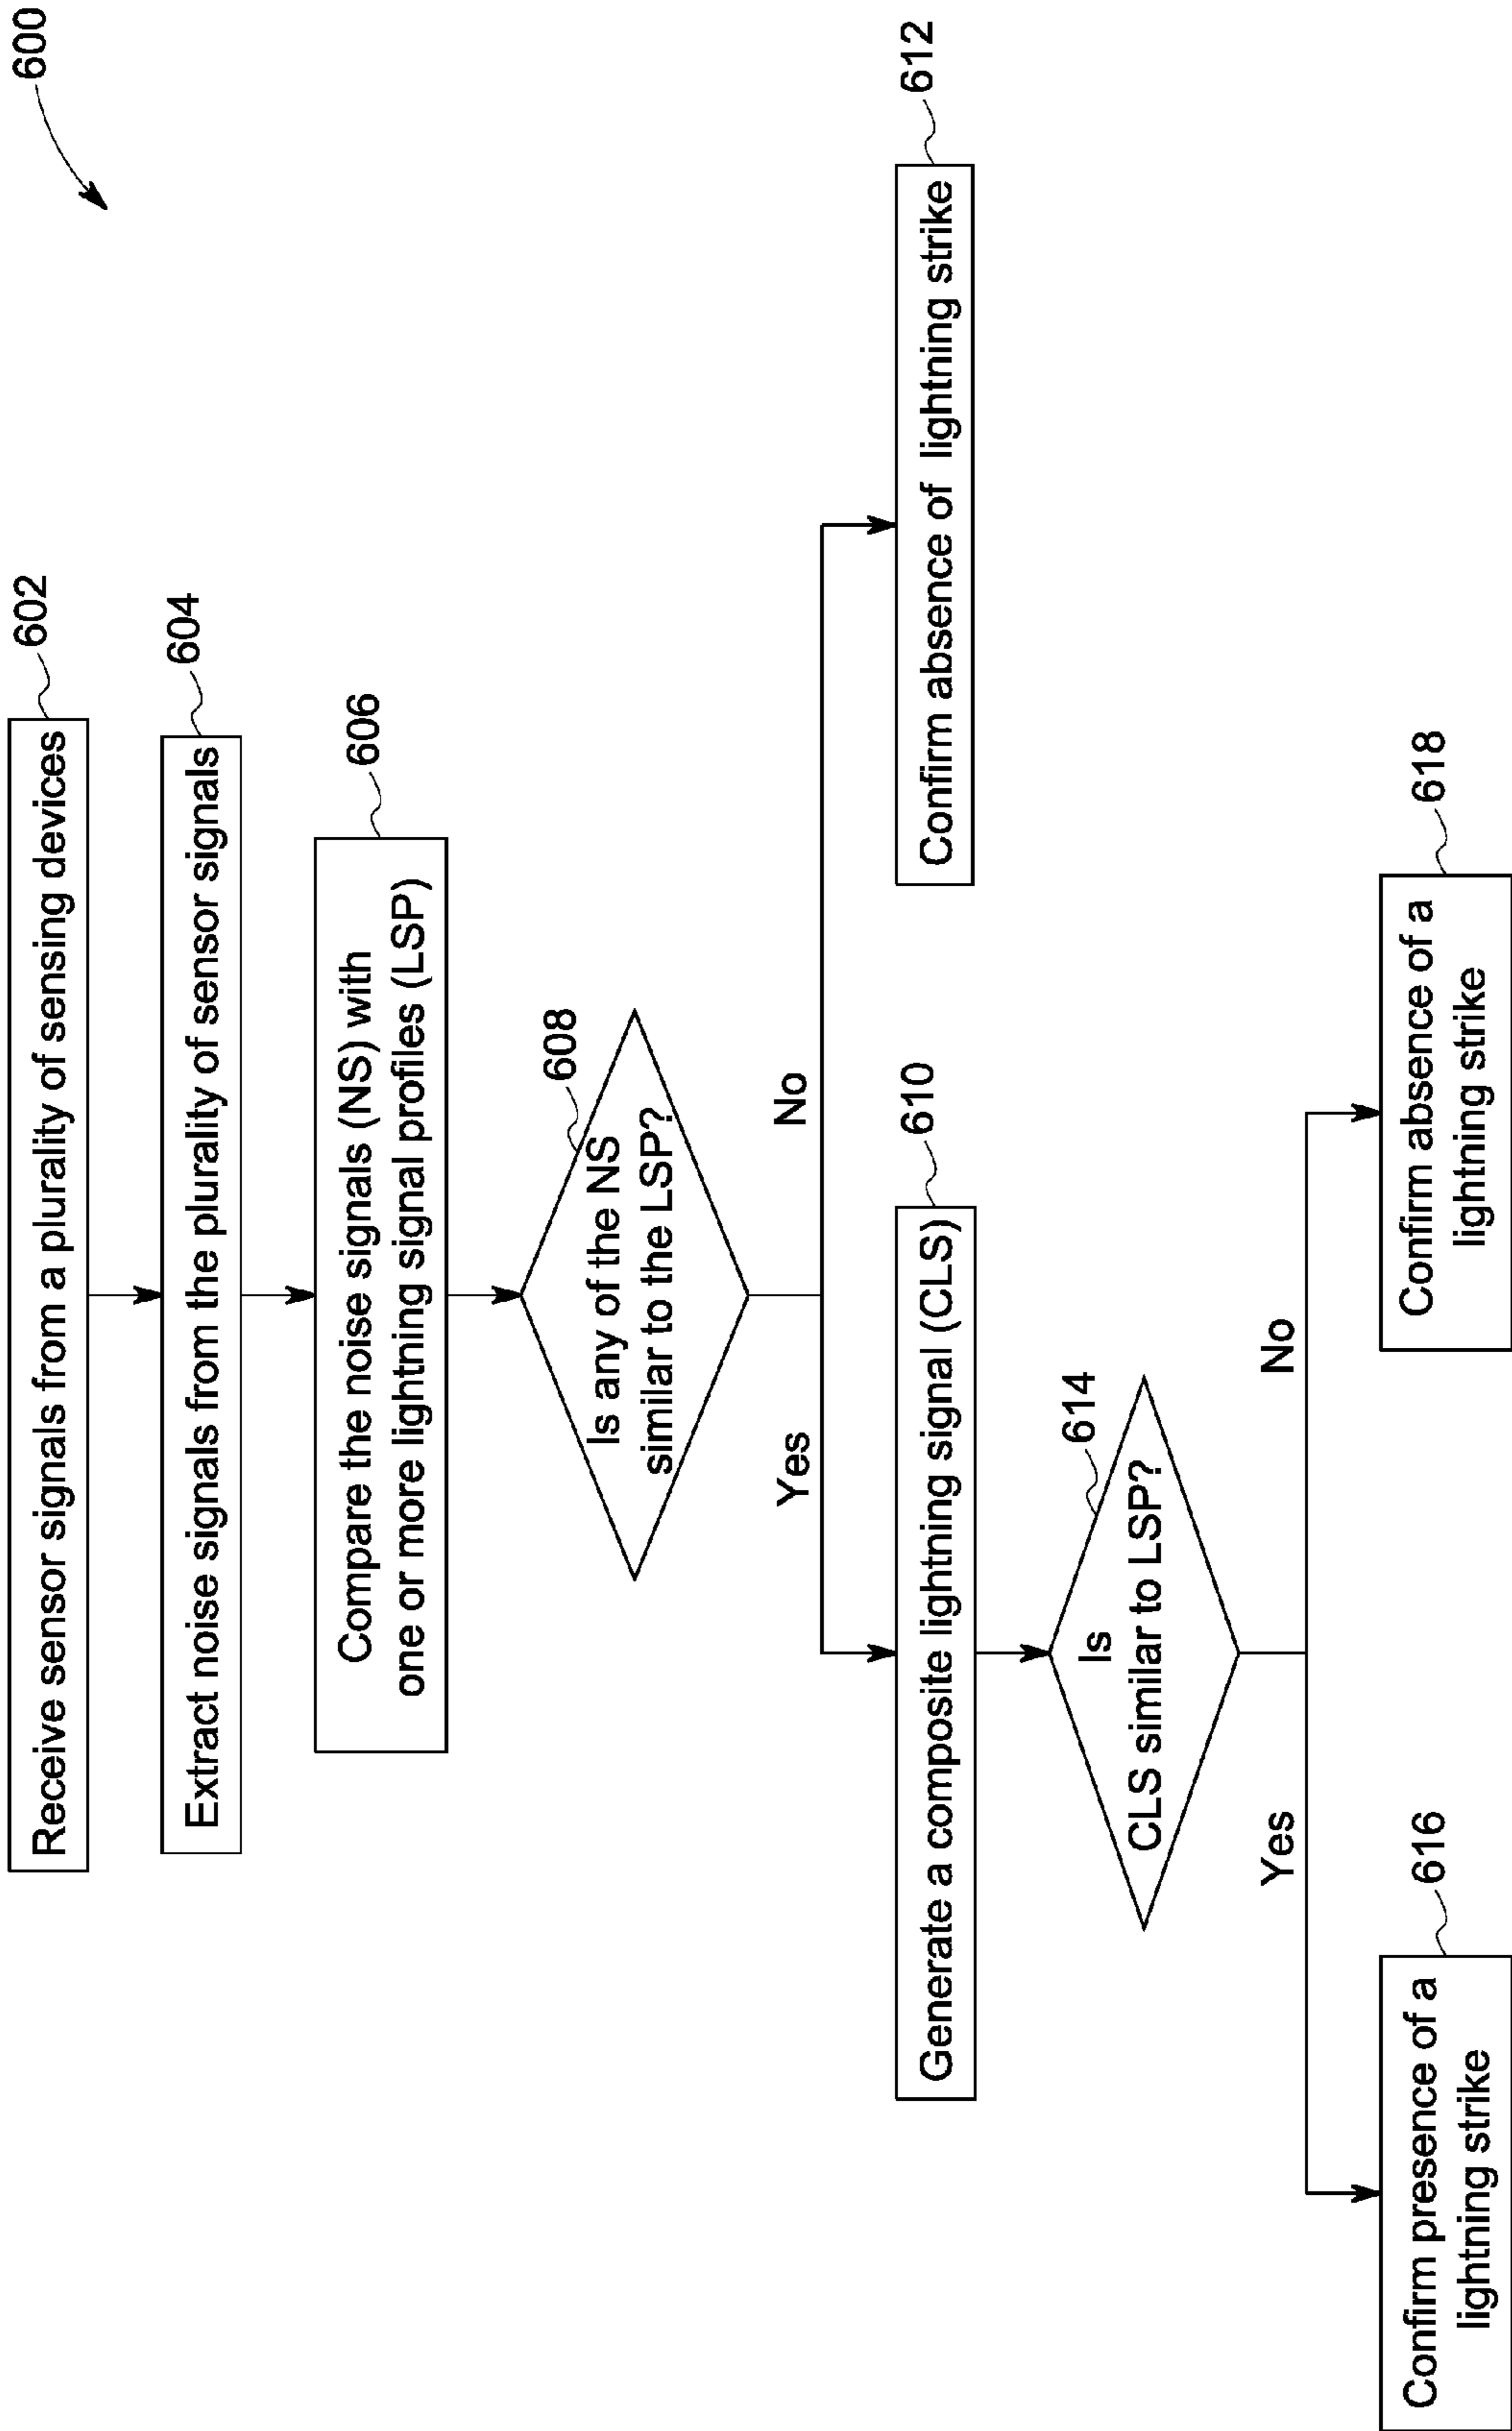 600
602
Receive sensor signals from a plurality of sensing devices
604
Extract noise signals from the plurality of sensor signals
606
Compare the noise signals (NS) with
one or more lightning signal profiles (LSP)
608
Is any of the NS
similar to the LSP?
Yes
No
610
Generate a composite lightning signal (CLS)
612
Confirm absence of lightning strike
614
Is
CLS similar to LSP?
Yes
No
616
Confirm presence of a
lightning strike
618
Confirm absence of a
lightning strike